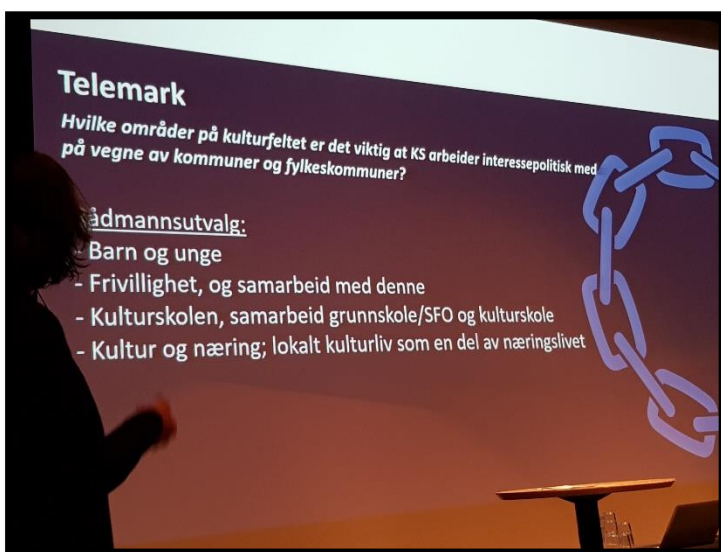 Telemark
Hvilke områder på kulturfeltet er det viktig at KS arbeider interessepolitisk med
på vegne av kommuner og fylkeskommuner?
ådmannsutvalg:
- Barn og unge
- Frivillighet, og samarbeid med denne
- Kulturskolen, samarbeid grunnskole/SFO og kulturskole
- Kultur og næring; lokalt kulturliv som en del av næringslivet